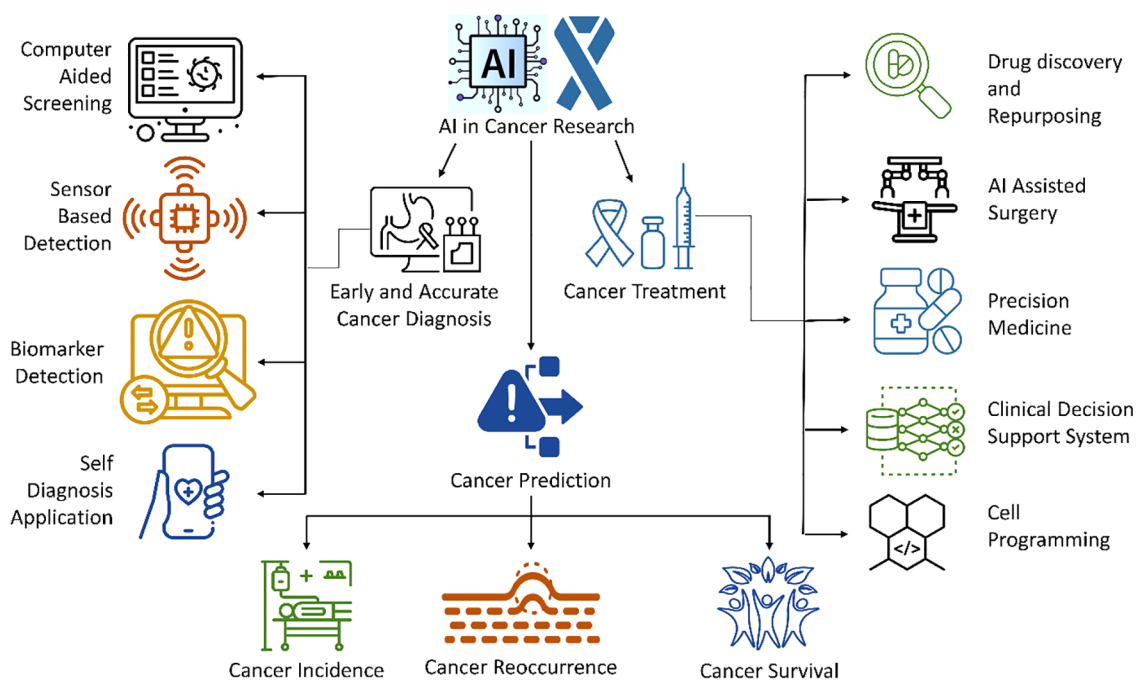 AI
AI in Cancer Research
Computer
Aided
Screening
Sensor
Based
Detection
Biomarker
Detection
Self
Diagnosis
Application
Early and Accurate
Cancer Diagnosis
Cancer Treatment
Drug discovery
and
Repurposing
AI Assisted
Surgery
Precision
Medicine
Clinical Decision
Support System
</>
Cell
Programming
Cancer Prediction
Cancer Incidence
Cancer Reoccurrence
Cancer Survival